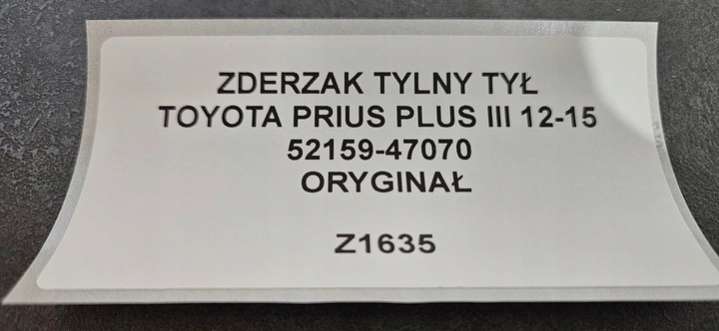 ZDERZAK TYLNY TYŁ
TOYOTA PRIUS PLUS III 12-15
52159-47070
ORYGINAŁ
Z1635